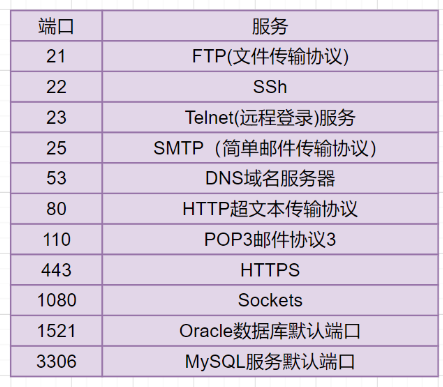 端口 服务
21 FTP(文件传输协议)
22 SSh
23 Telnet(远程登录)服务
25 SMTP（简单邮件传输协议）
53 DNS域名服务器
80 HTTP超文本传输协议
110 POP3邮件协议3
443 HTTPS
1080 Sockets
1521 Oracle数据库默认端口
3306 MySQL服务默认端口